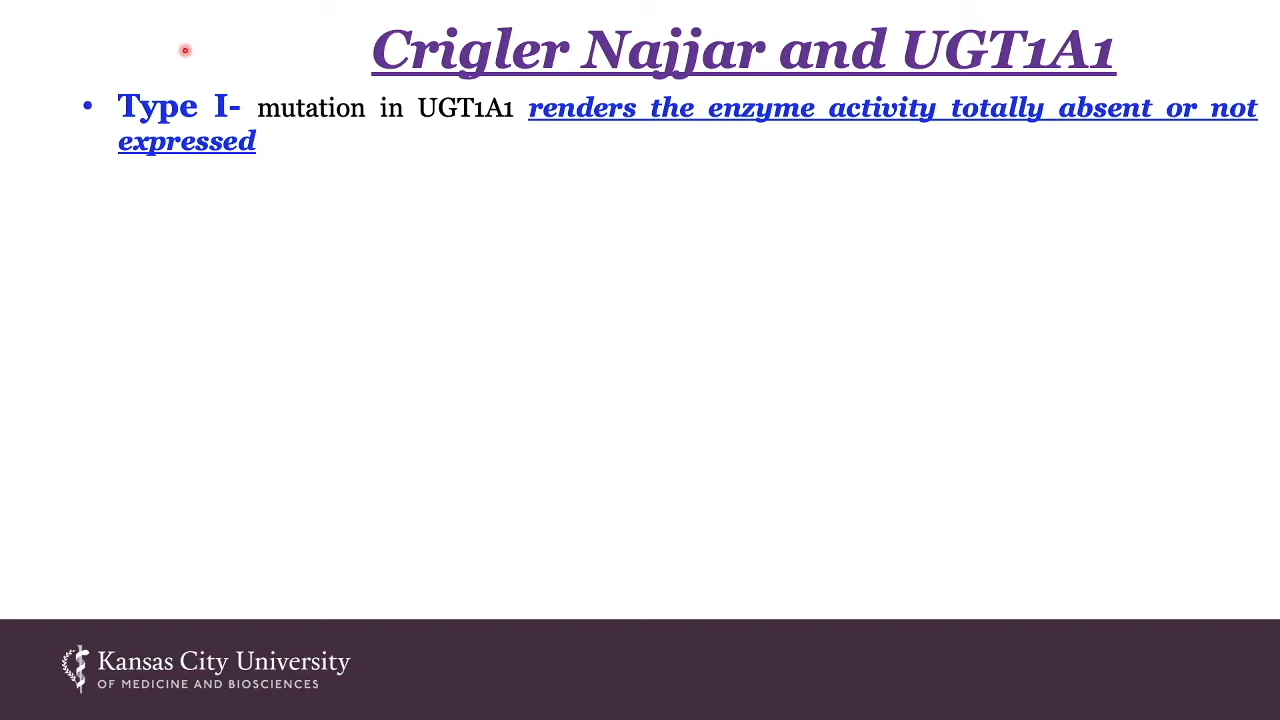 Crigler Najjar and UGT1A1
• Type I- mutation in UGT1A1 renders the enzyme activity totally absent or not
expressed
Kansas City University
OF MEDICINE AND BIOSCIENCES